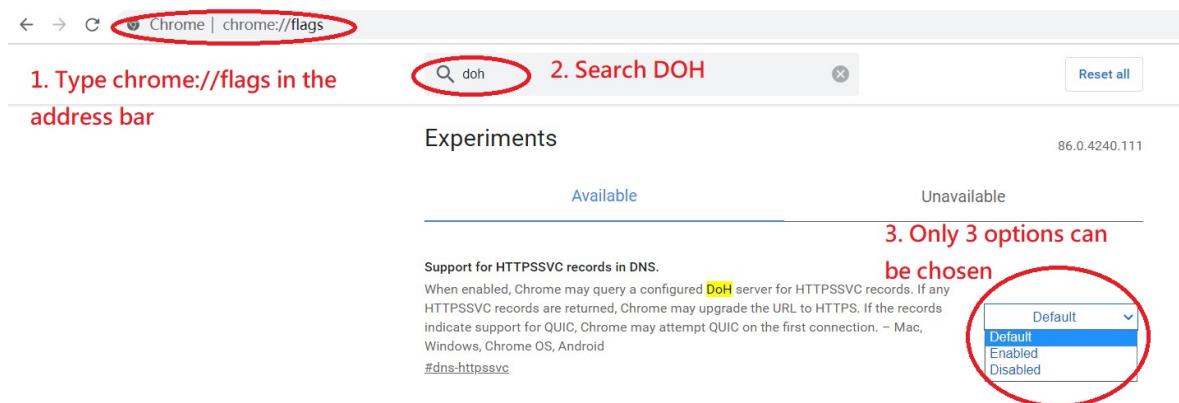 Chrome | chrome://flags
1. Type chrome://flags in the
address bar
doh
2. Search DOH
Reset all
Experiments
86.0.4240.111
Available
Unavailable
3. Only 3 options can
be chosen
Support for HTTPSSVC records in DNS.
When enabled, Chrome may query a configured DoH server for HTTPSSVC records. If any
HTTPSSVC records are returned, Chrome may upgrade the URL to HTTPS. If the records
indicate support for QUIC, Chrome may attempt QUIC on the first connection. – Mac,
Windows, Chrome OS, Android
#dns-httpssvc
Default
Default
Enabled
Disabled